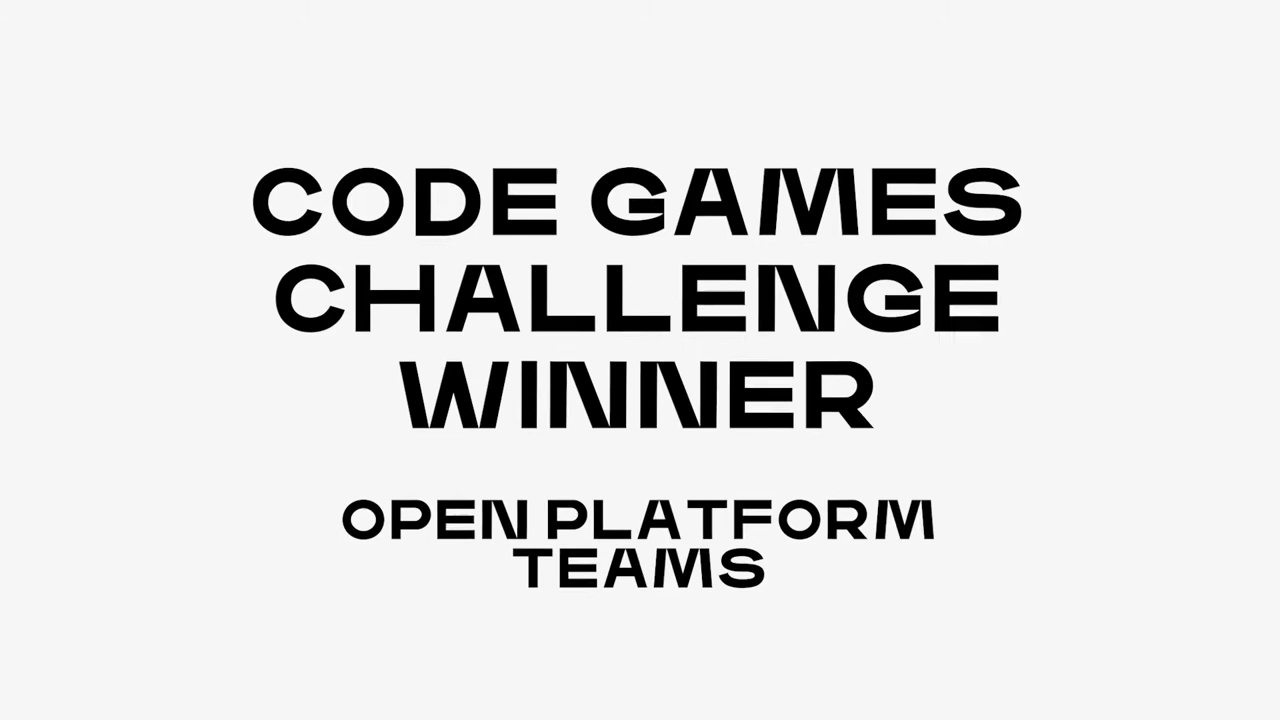 CODE GAMES
CHALLENGE
WINNER
OPEN PLATFORM
TEAMS